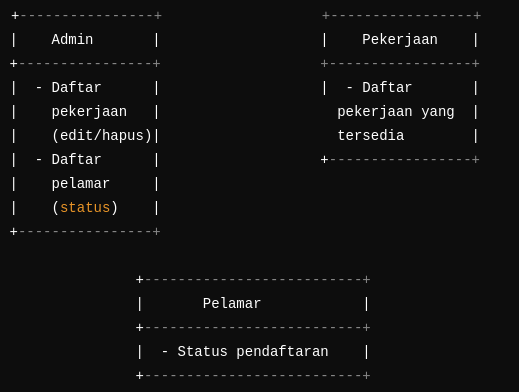 +----------------+                   +-----------------+
|    Admin       |                   |    Pekerjaan    |
+----------------+                   +-----------------+
|  - Daftar      |                   |  - Daftar       |
|    pekerjaan   |                     pekerjaan yang  |
|    (edit/hapus)|                     tersedia        |
|  - Daftar      |                   +-----------------+
|    pelamar     |
|    (status)    |
+----------------+
               +--------------------------+
               |       Pelamar            |
               +--------------------------+
               |  - Status pendaftaran    |
               +--------------------------+